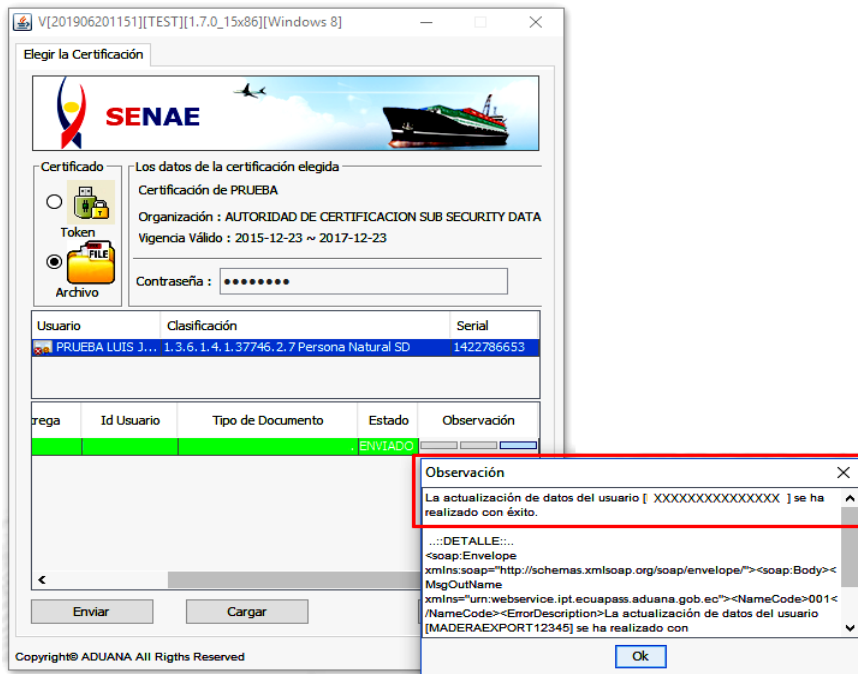 V[201906201151][TEST][1.7.0_15x86][Windows 8]
Elegir la Certificación
SENAE
Certificado
Los datos de la certificación elegida
Certificación de PRUEBA
Organización : AUTORIDAD DE CERTIFICACION SUB SECURITY DATA
Token
Vigencia Válido : 2015-12-23 ~ 2017-12-23
FILE
Archivo
Contraseña :
Usuario Clasificación Serial
PRUEBA LUIS J... 1.3.6.1.4.1.37746.2.7 Persona Natural SD 1422786653
trega Id Usuario Tipo de Documento Estado Observación
. ENVIADO
Observación
La actualización de datos del usuario [ XXXXXXXXXXXXXXX ] se ha
realizado con éxito.
..::DETALLE::..
<soap:Envelope
xmlns:soap="http://schemas.xmlsoap.org/soap/envelope/"><soap:Body><
MsgOutName
xmlns="urn:webservice.ipt.ecuapass.aduana.gob.ec"><NameCode>001<
/NameCode><ErrorDescription>La actualización de datos del usuario
[MADERAEXPORT12345] se ha realizado con
Ok
Enviar Cargar
Copyright© ADUANA All Rigths Reserved